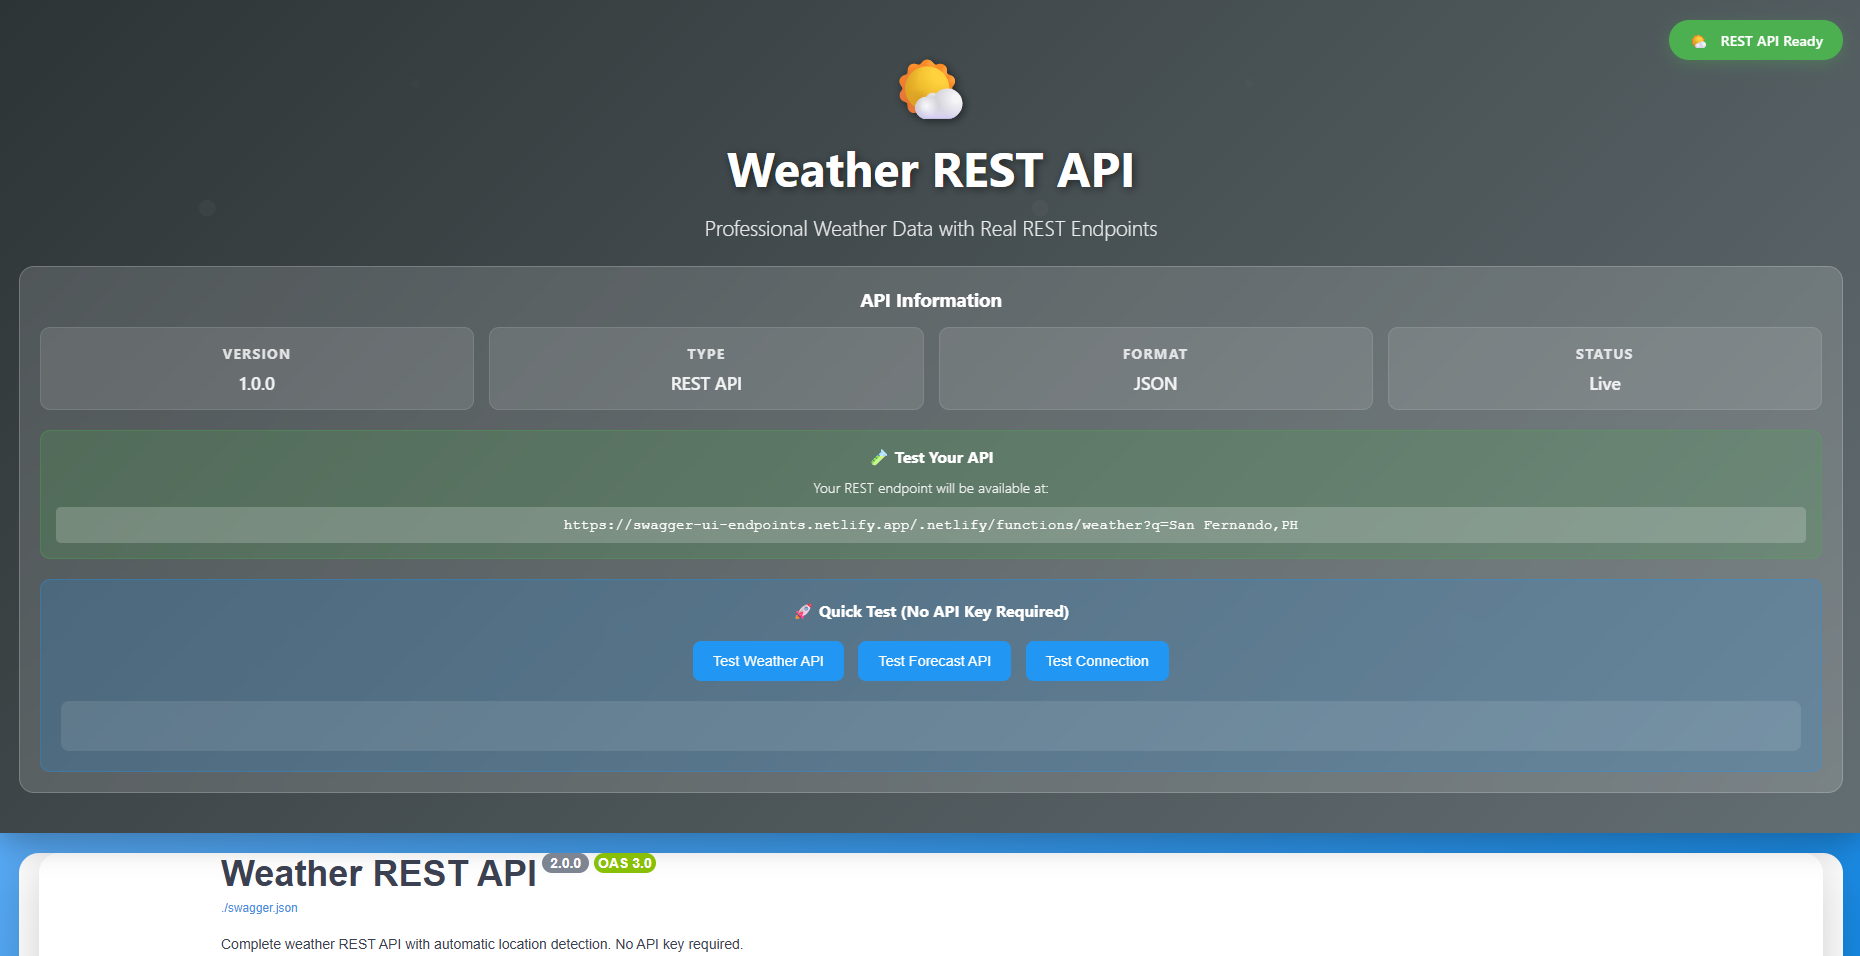 REST API Ready
Weather REST API
Professional Weather Data with Real REST Endpoints
API Information
VERSION
1.0.0
TYPE
REST API
FORMAT
JSON
STATUS
Live
Test Your API
Your REST endpoint will be available at:
https://swagger-ui-endpoints.netlify.app/.netlify/functions/weather?q=San Fernando,PH
Quick Test (No API Key Required)
Test Weather API
Test Forecast API
Test Connection
Weather REST API 2.0.0 OAS 3.0
./swagger.json
Complete weather REST API with automatic location detection. No API key required.